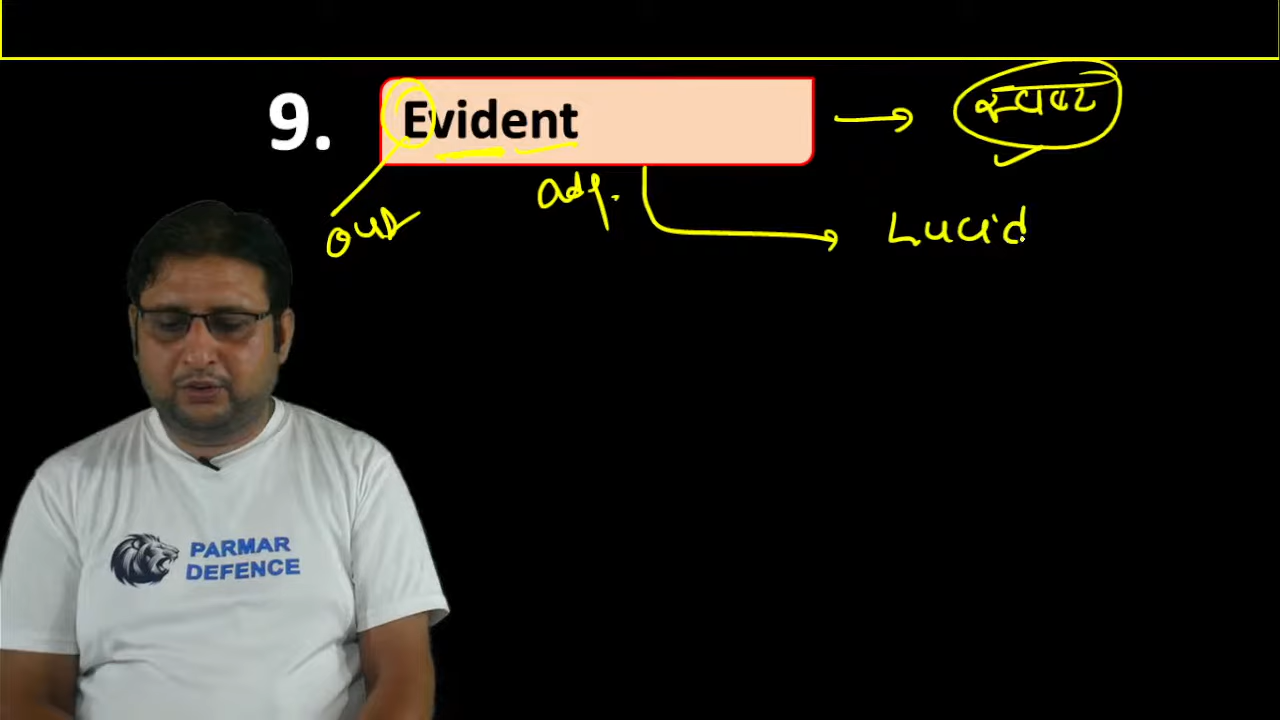 9. Evident → स्पष्ट
adj.
out
Lucid
PARMAR
DEFENCE